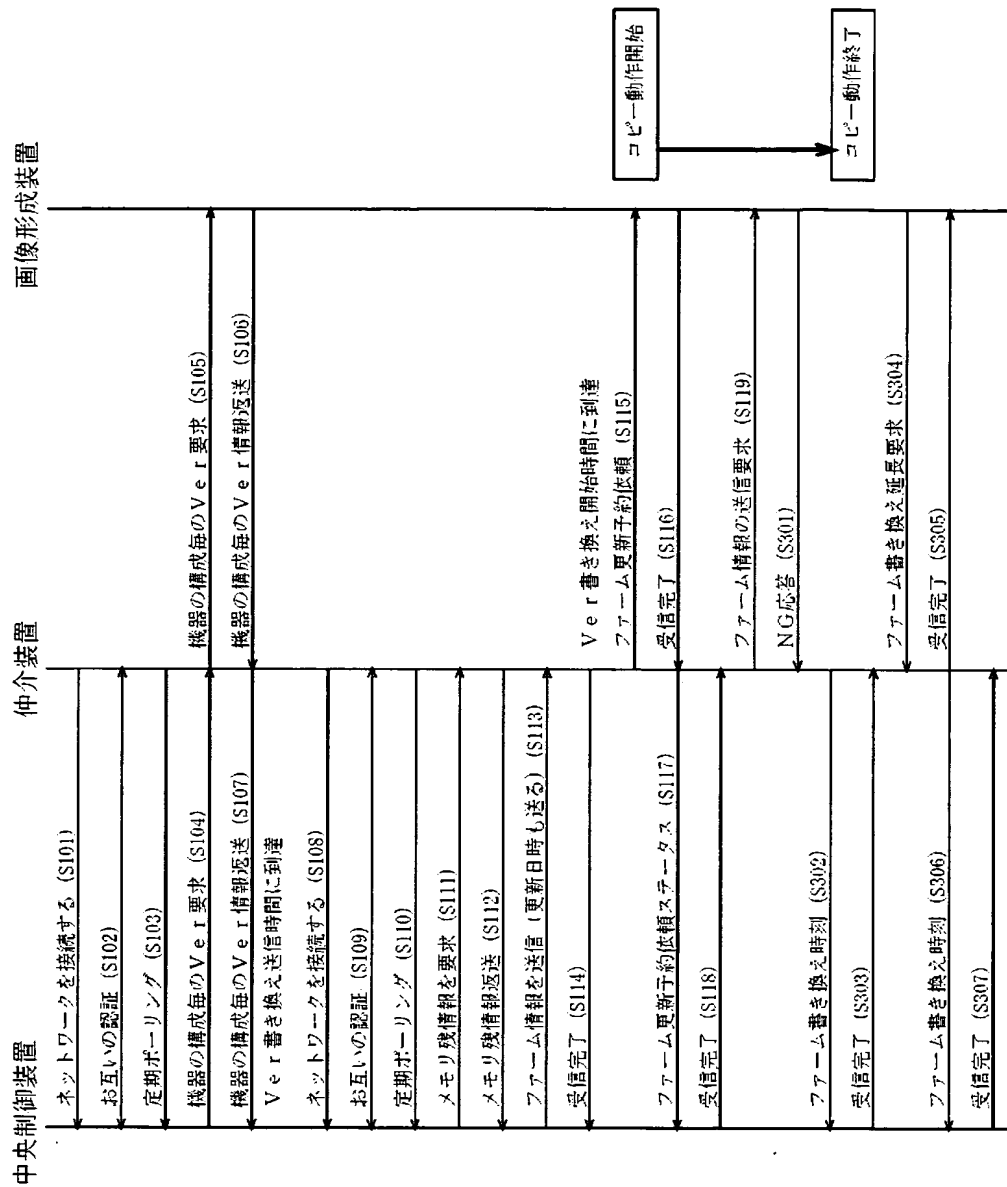 中央制御装置
仲介装置
画像形成装置
ネットワークを接続する (S101)
お互いの認証 (S102)
定期ポーリング (S103)
機器の構成毎のVer要求 (S104)
機器の構成毎のVer要求 (S105)
機器の構成毎のVer情報返送 (S106)
機器の構成毎のVer情報返送 (S107)
Ver書き換え送信時間に到達
ネットワークを接続する (S108)
お互いの認証 (S109)
定期ポーリング (S110)
メモリ残情報を要求 (S111)
メモリ残情報返送 (S112)
ファーム情報を送信 (更新日時も送る) (S113)
受信完了 (S114)
Ver書き換え開始時間に到達
ファーム更新予約依頼 (S115)
コピー動作開始
受信完了 (S116)
ファーム更新予約依頼ステータス (S117)
受信完了 (S118)
ファーム情報の送信要求 (S119)
NG応答 (S301)
ファーム書き換え時刻 (S302)
コピー動作終了
受信完了 (S303)
ファーム書き換え延長要求 (S304)
受信完了 (S305)
ファーム書き換え時刻 (S306)
受信完了 (S307)